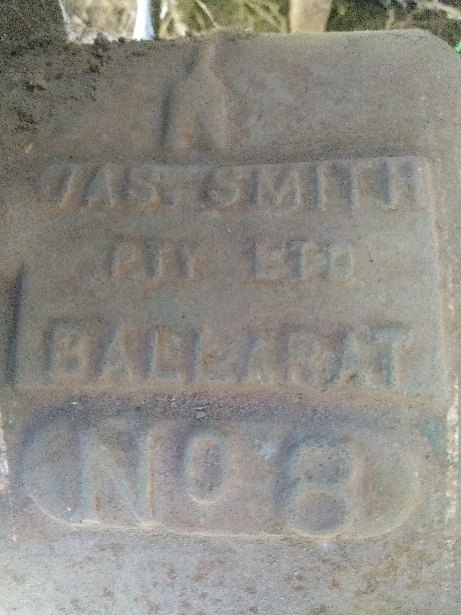 JAS. SMITH
PTY LTD
BALLARAT
No 8